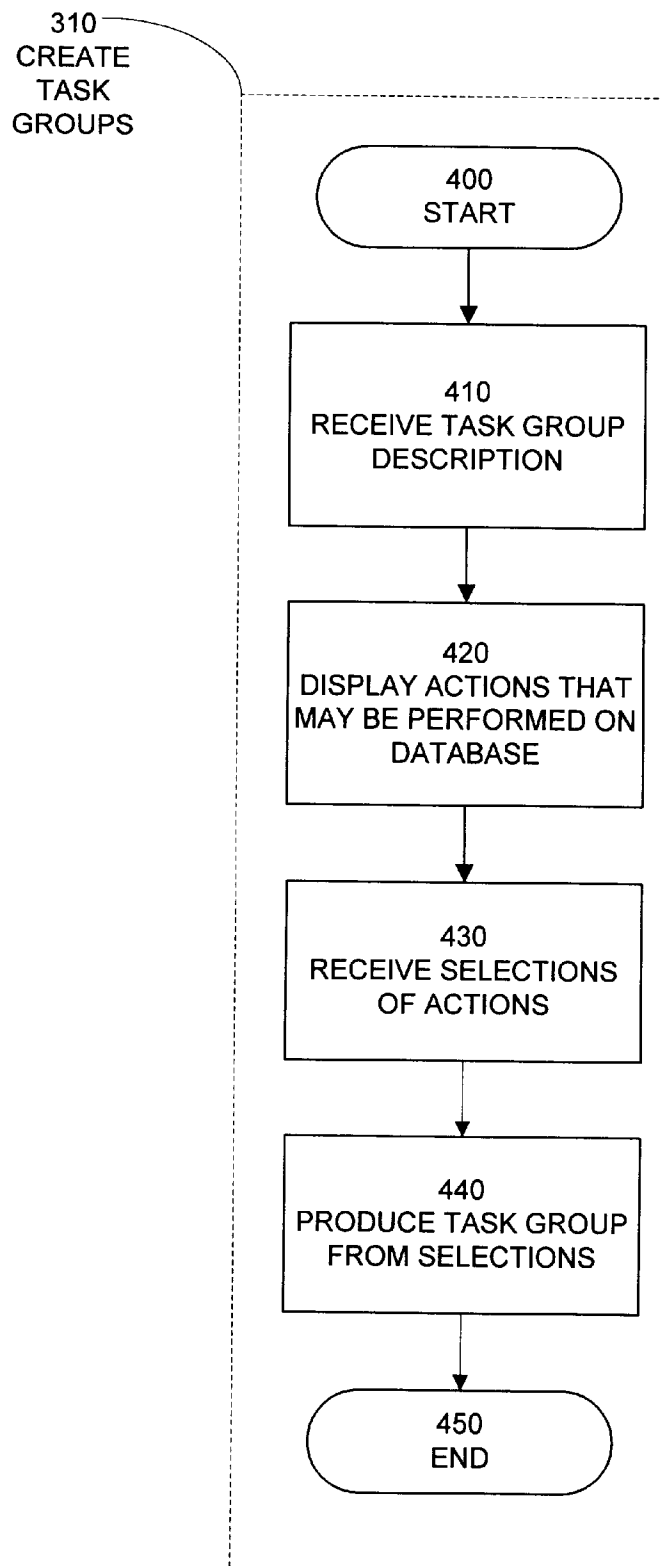 310
CREATE
TASK
GROUPS
400
START
410
RECEIVE TASK GROUP
DESCRIPTION
420
DISPLAY ACTIONS THAT
MAY BE PERFORMED ON
DATABASE
430
RECEIVE SELECTIONS
OF ACTIONS
440
PRODUCE TASK GROUP
FROM SELECTIONS
450
END